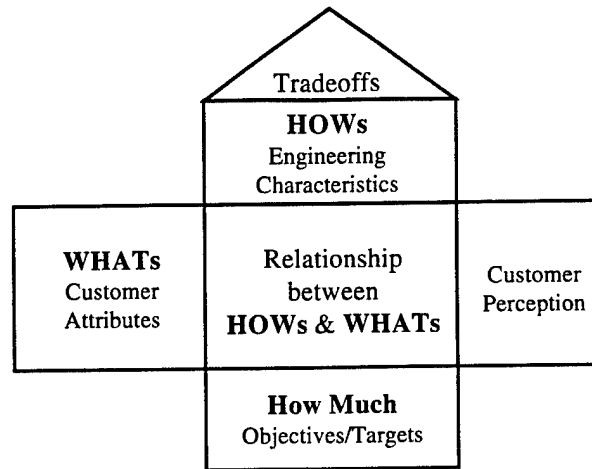 Tradeoffs
HOWs
Engineering
Characteristics
WHATs
Customer
Attributes
Relationship
between
HOWs & WHATs
Customer
Perception
How Much
Objectives/Targets